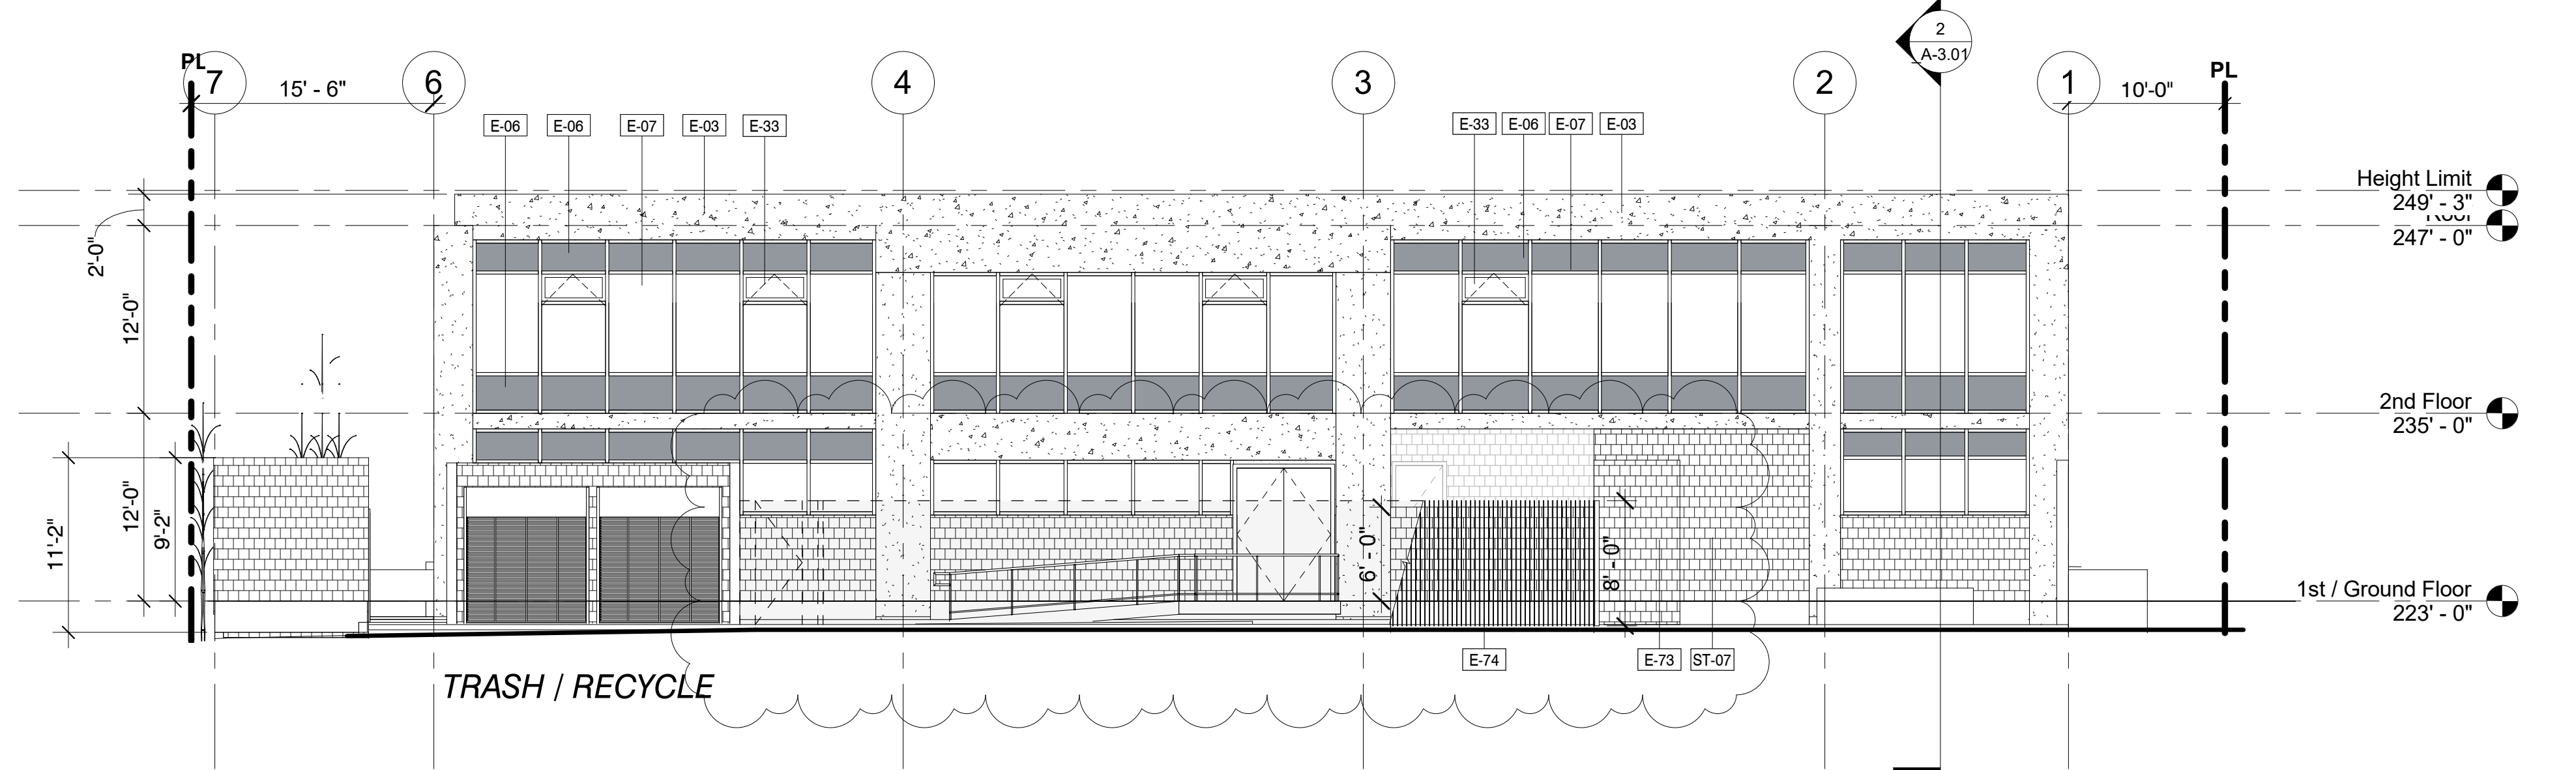 2
A-3.01
PL
7
6
4
3
2
1
PL
15' - 6"
10'-0"
E-06
E-06
E-07
E-03
E-33
E-33
E-06
E-07
E-03
Height Limit
249' - 3"
Roof
247' - 0"
2'-0"
12'-0"
2nd Floor
235' - 0"
11'-2"
12'-0"
9'-2"
6' - 0"
8' - 0"
1st / Ground Floor
223' - 0"
E-74
E-73
ST-07
TRASH / RECYCLE